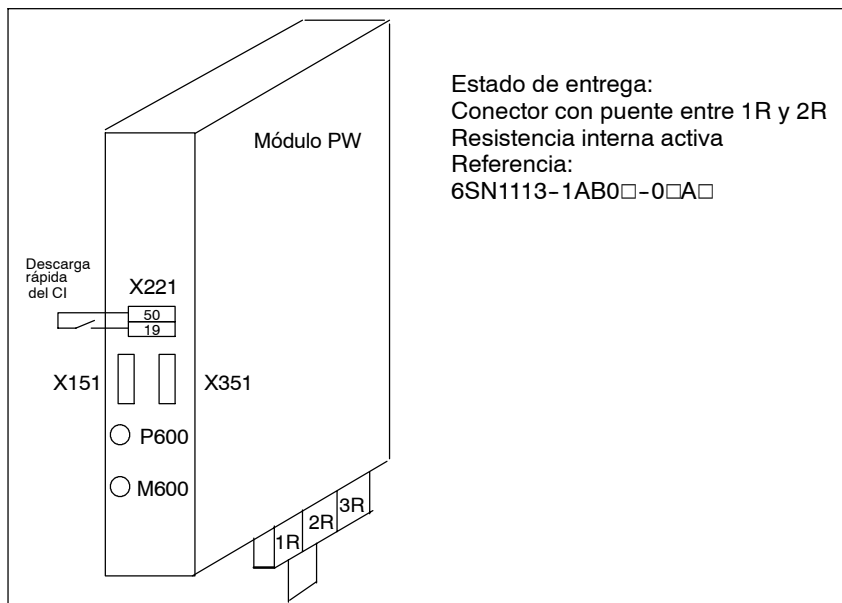 Estado de entrega:
Conector con puente entre 1R y 2R
Resistencia interna activa
Referencia:
6SN1113-1AB0□-0□A□
Módulo PW
Descarga
rápida
del CI
X221
50
19
X151
X351
P600
M600
1R
2R
3R